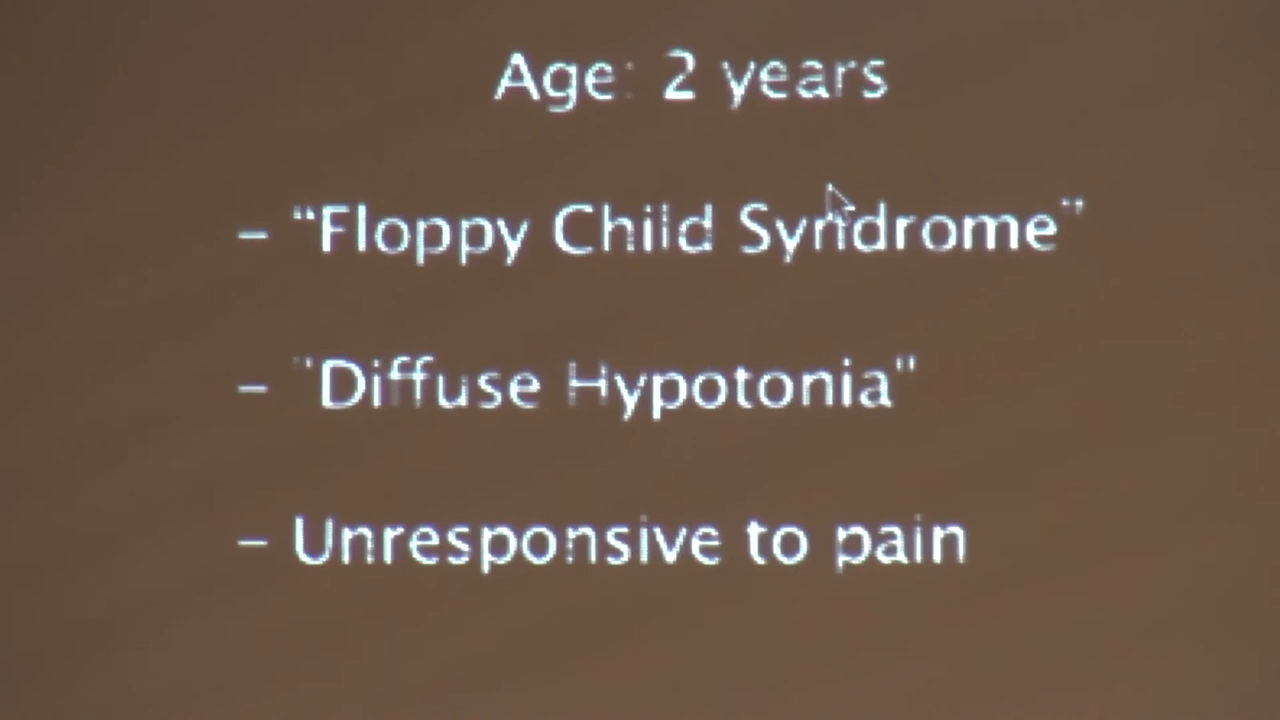 Age: 2 years
– "Floppy Child Syndrome"
– "Diffuse Hypotonia"
– Unresponsive to pain